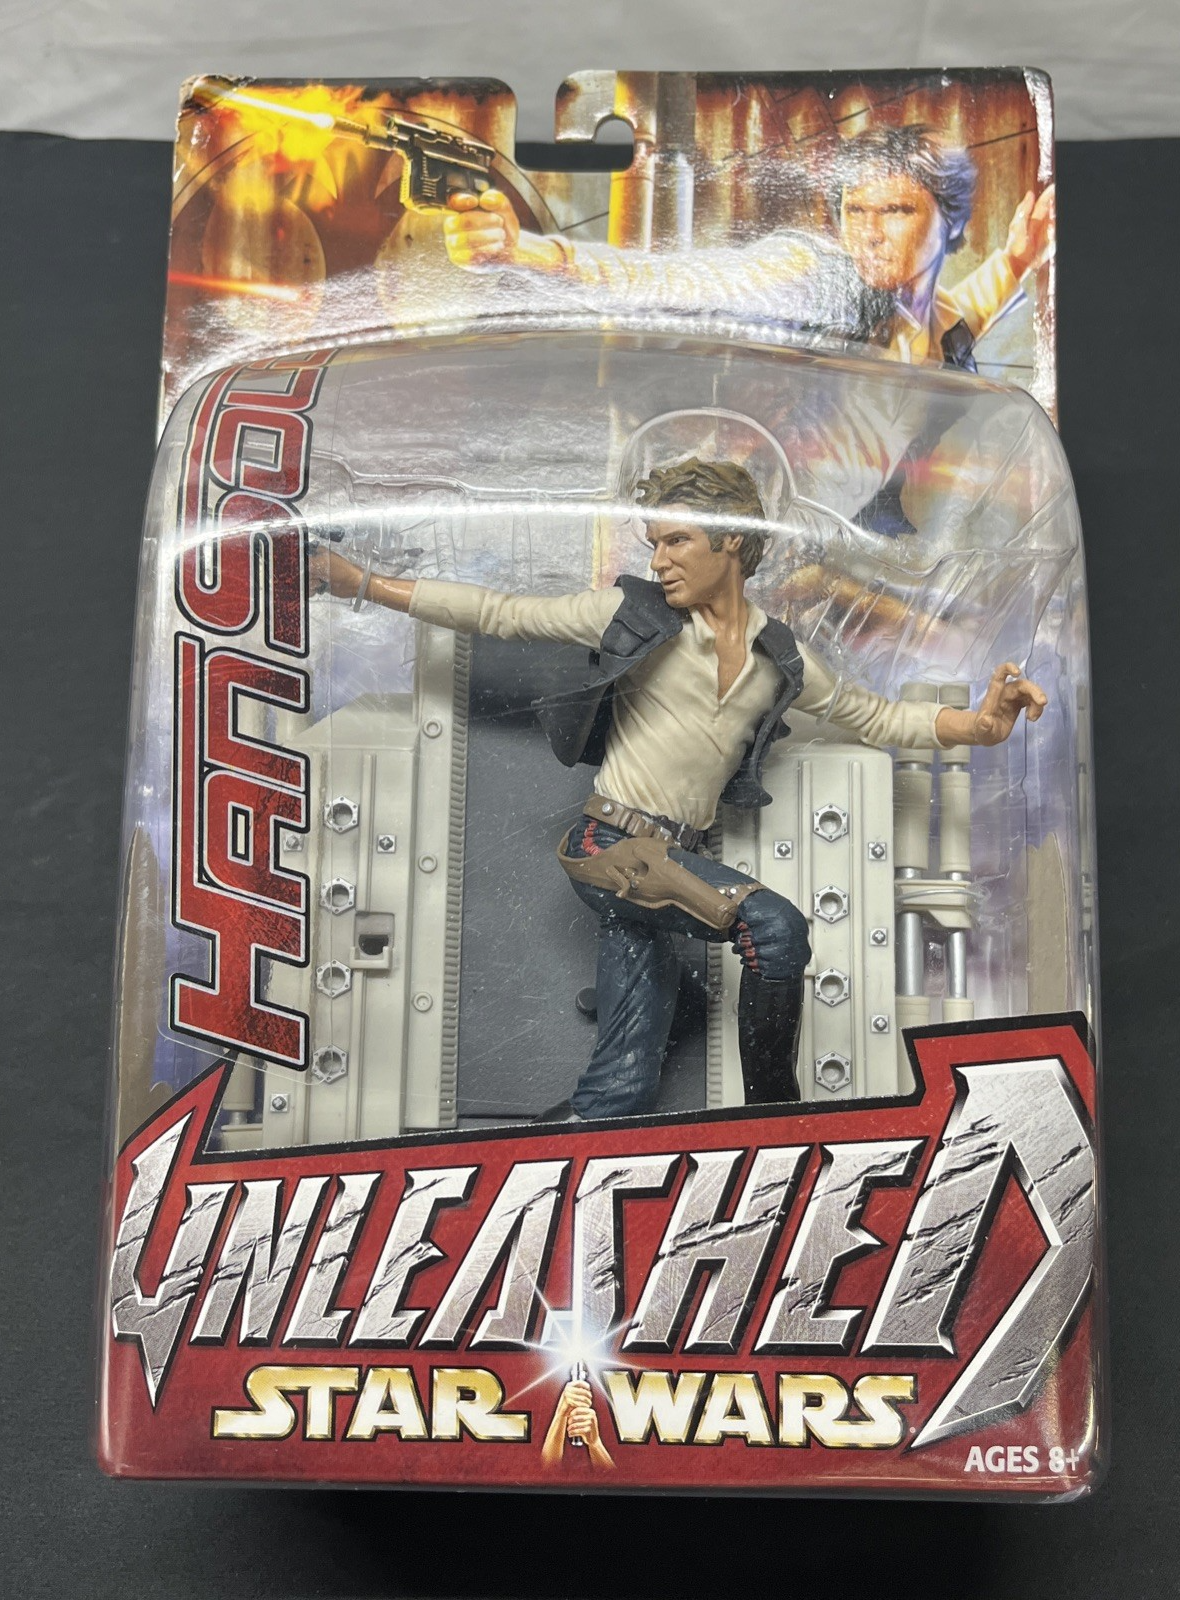 HAN SOLO
UNLEASHED
STAR WARS
AGES 8+